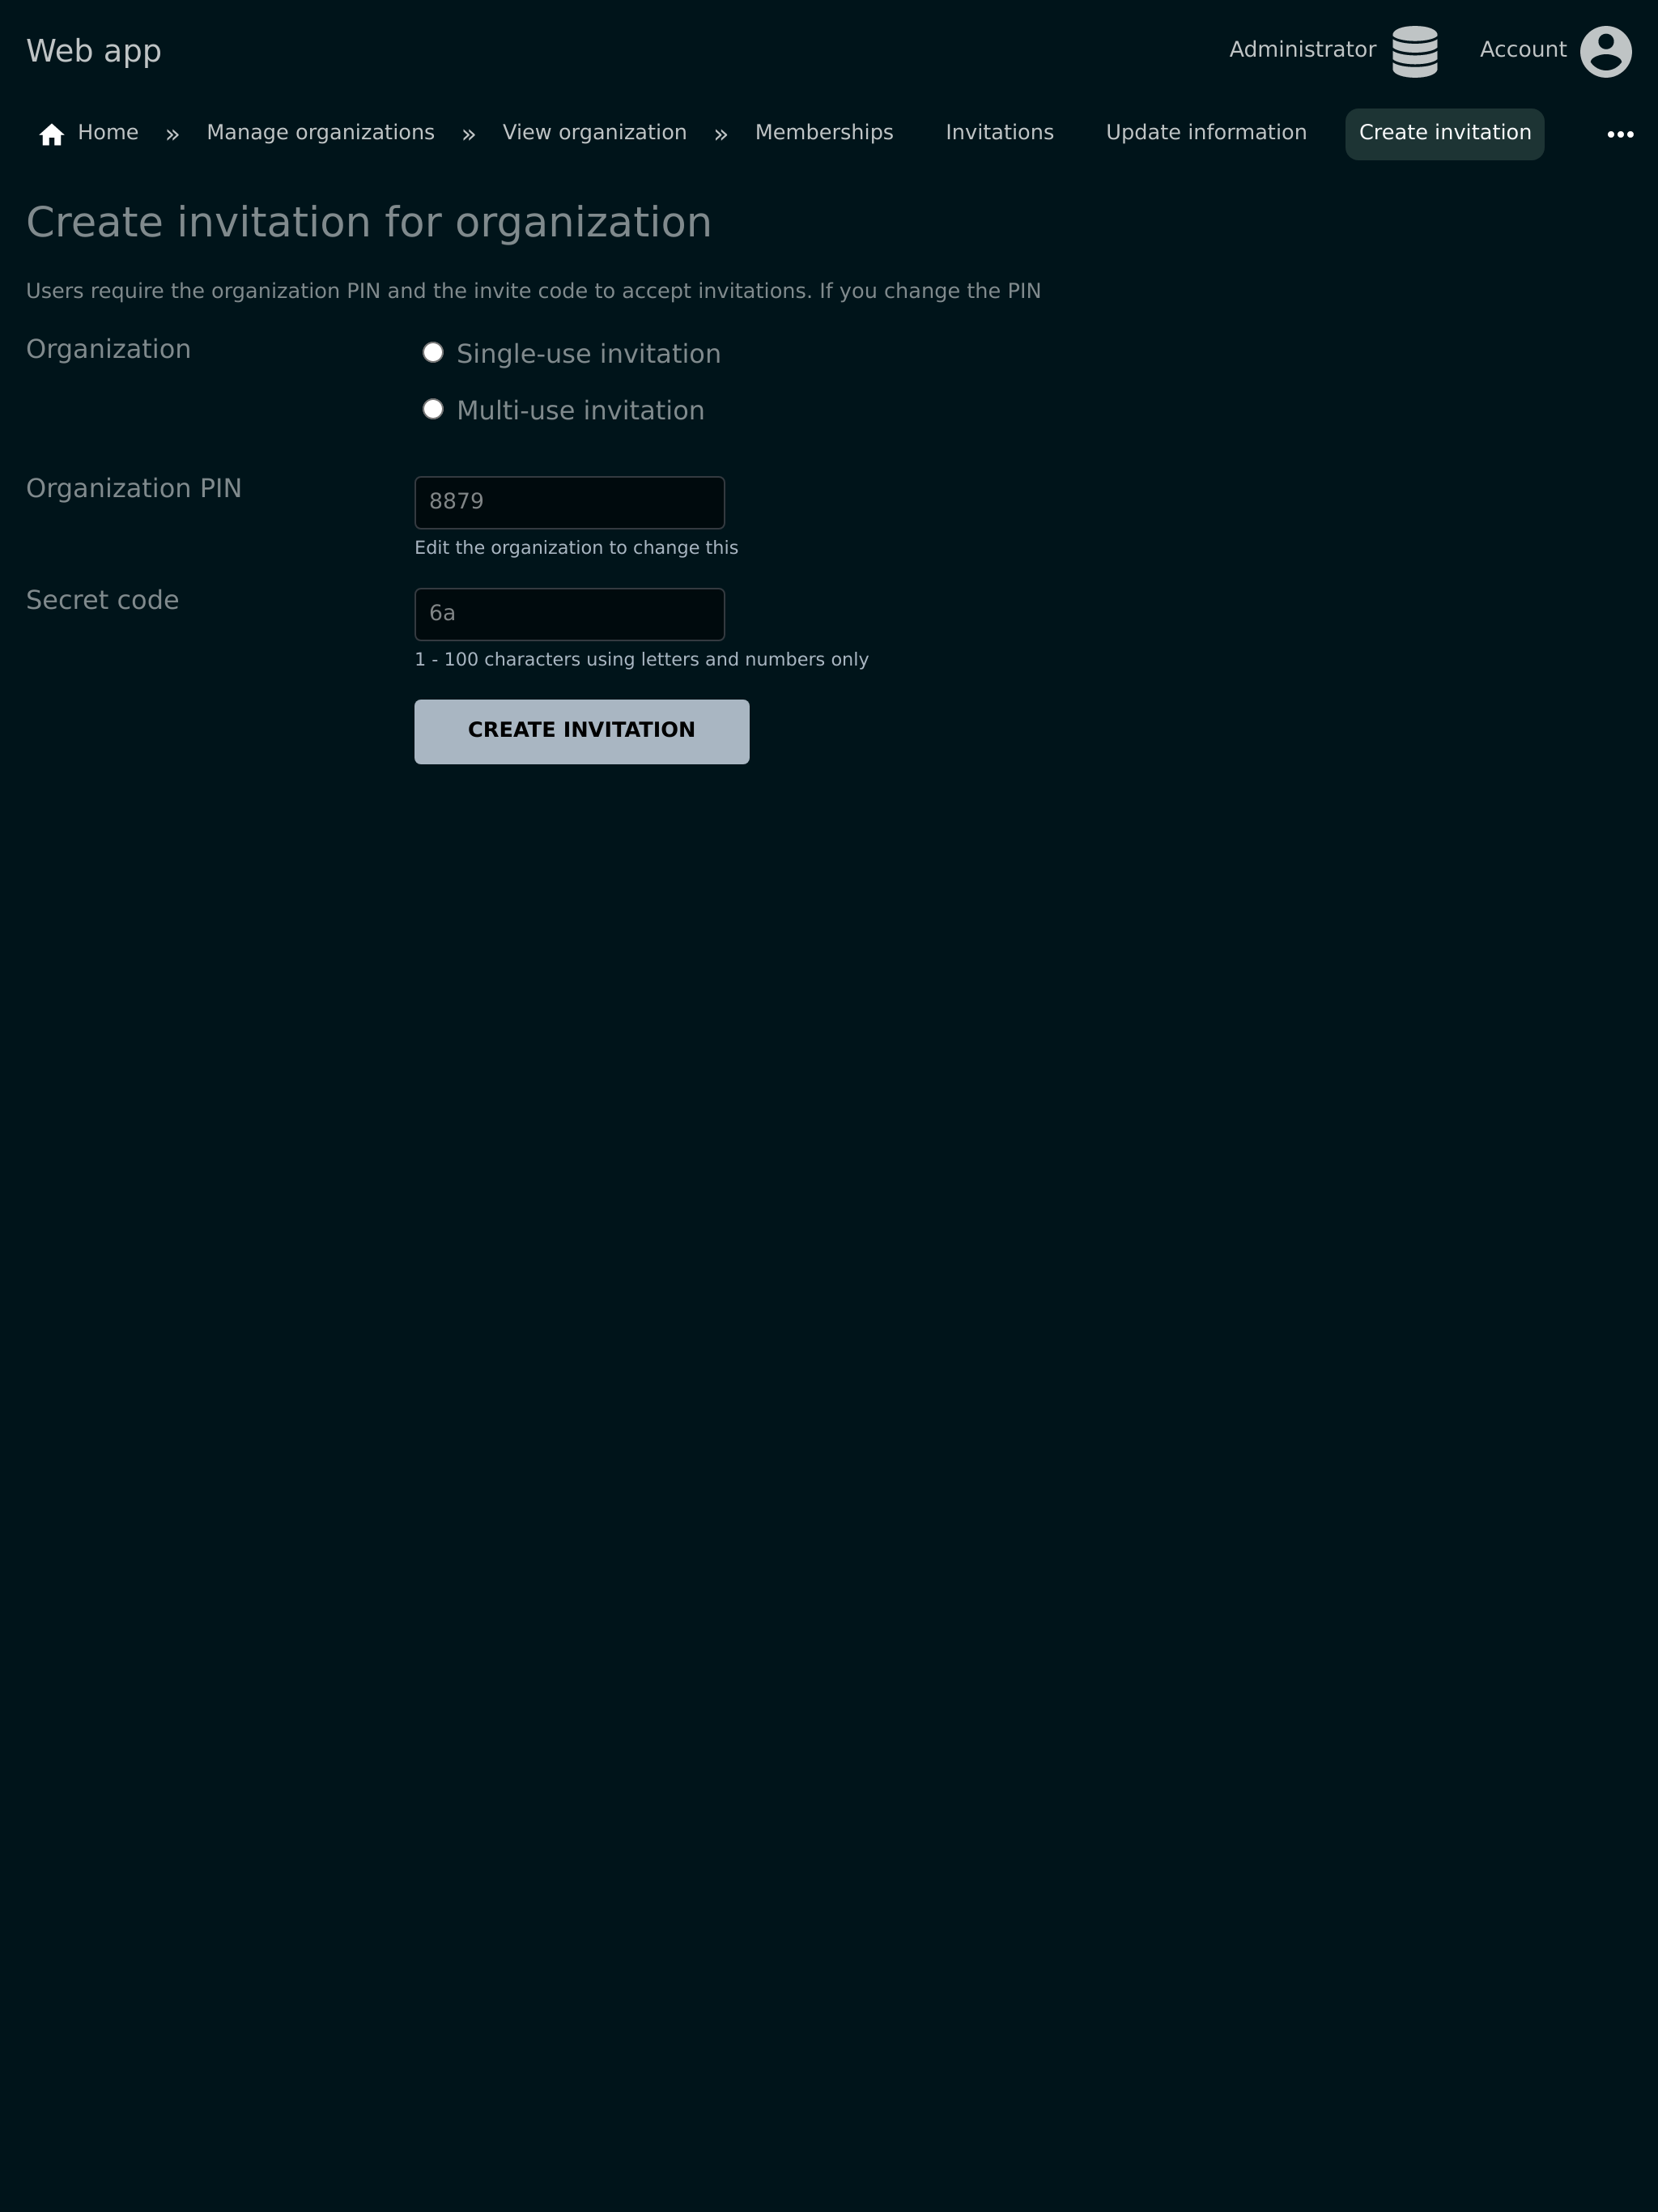 Web app
Administrator
Account
Home » Manage organizations » View organization » Memberships Invitations Update information Create invitation
Create invitation for organization
Users require the organization PIN and the invite code to accept invitations. If you change the PIN
Organization
Single-use invitation
Multi-use invitation
Organization PIN
8879
Edit the organization to change this
Secret code
6a
1 - 100 characters using letters and numbers only
CREATE INVITATION